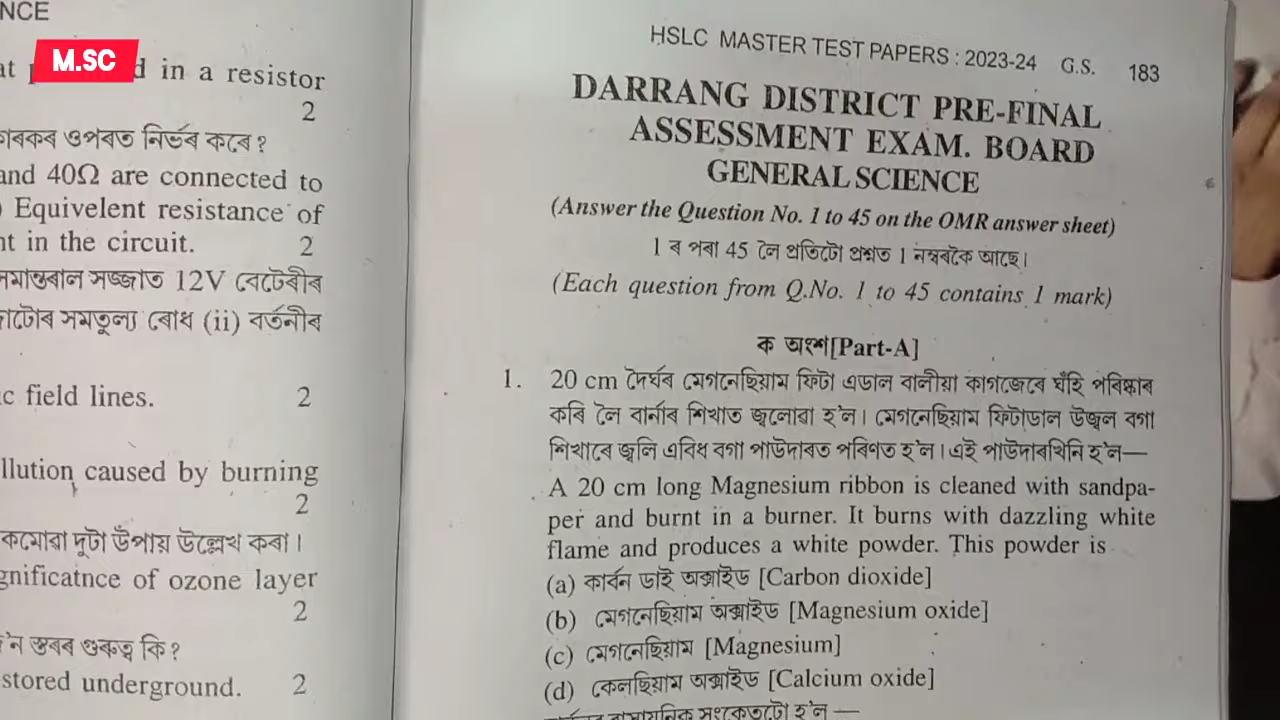 NCE
M.SC
d in a resistor
2
ওপৰত নিৰ্ভৰ কৰে?
and 40Ω are connected to
Equivelent resistance of
nt in the circuit.
2
সমান্তৰাল সজ্জাত 12V বেটেৰীৰ
সমতুল্য ৰোধ (ii) বৰ্তনীৰ
c field lines.
2
llution caused by burning
2
কমোৱা দুটা উপায় উল্লেখ কৰা।
gnificatnce of ozone layer
2
স্তৰৰ গুৰুত্ব কি?
stored underground.
2
HSLC MASTER TEST PAPERS : 2023-24 G.S. 183
DARRANG DISTRICT PRE-FINAL
ASSESSMENT EXAM. BOARD
GENERAL SCIENCE
(Answer the Question No. 1 to 45 on the OMR answer sheet)
1 ৰ পৰা 45 লৈ প্ৰতিটো প্ৰশ্নত 1 নম্বৰকৈ আছে।
(Each question from Q.No. 1 to 45 contains 1 mark)
ক অংশ[Part-A]
1. 20 cm দৈৰ্ঘৰ মেগনেছিয়াম ফিটা এডাল বালীয়া কাগজেৰে ঘঁহি পৰিষ্কাৰ
কৰি লৈ বাৰ্নাৰ শিখাত জ্বলোৱা হ'ল। মেগনেছিয়াম ফিটাডাল উজ্বল বগা
শিখাৰে জ্বলি এবিধ বগা পাউদাৰত পৰিণত হ'ল। এই পাউদাৰখিনি হ'ল—
A 20 cm long Magnesium ribbon is cleaned with sandpa-
per and burnt in a burner. It burns with dazzling white
flame and produces a white powder. This powder is
(a) কাৰ্বন ডাই অক্সাইড [Carbon dioxide]
(b) মেগনেছিয়াম অক্সাইড [Magnesium oxide]
(c) মেগনেছিয়াম [Magnesium]
(d) কেলছিয়াম অক্সাইড [Calcium oxide]
ৰাসায়নিক সংকেতটো হ'ল —